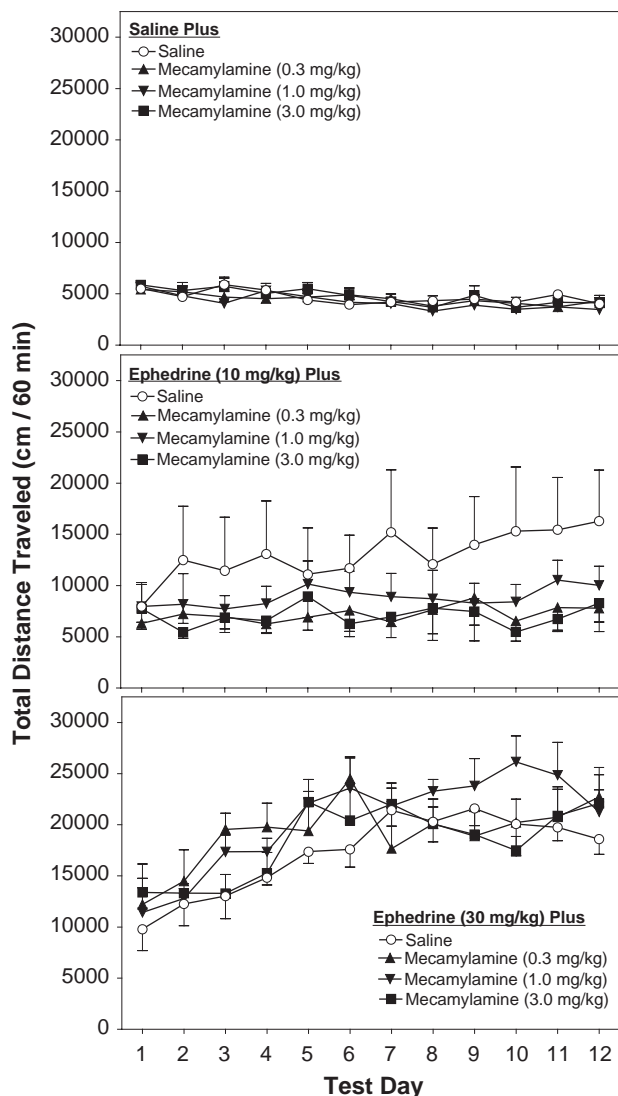 Total Distance Traveled (cm / 60 min)
30000
25000
20000
15000
10000
5000
0
Saline Plus
Saline
Mecamylamine (0.3 mg/kg)
Mecamylamine (1.0 mg/kg)
Mecamylamine (3.0 mg/kg)
30000
25000
20000
15000
10000
5000
0
Ephedrine (10 mg/kg) Plus
Saline
Mecamylamine (0.3 mg/kg)
Mecamylamine (1.0 mg/kg)
Mecamylamine (3.0 mg/kg)
30000
25000
20000
15000
10000
5000
0
Ephedrine (30 mg/kg) Plus
Saline
Mecamylamine (0.3 mg/kg)
Mecamylamine (1.0 mg/kg)
Mecamylamine (3.0 mg/kg)
1 2 3 4 5 6 7 8 9 10 11 12
Test Day